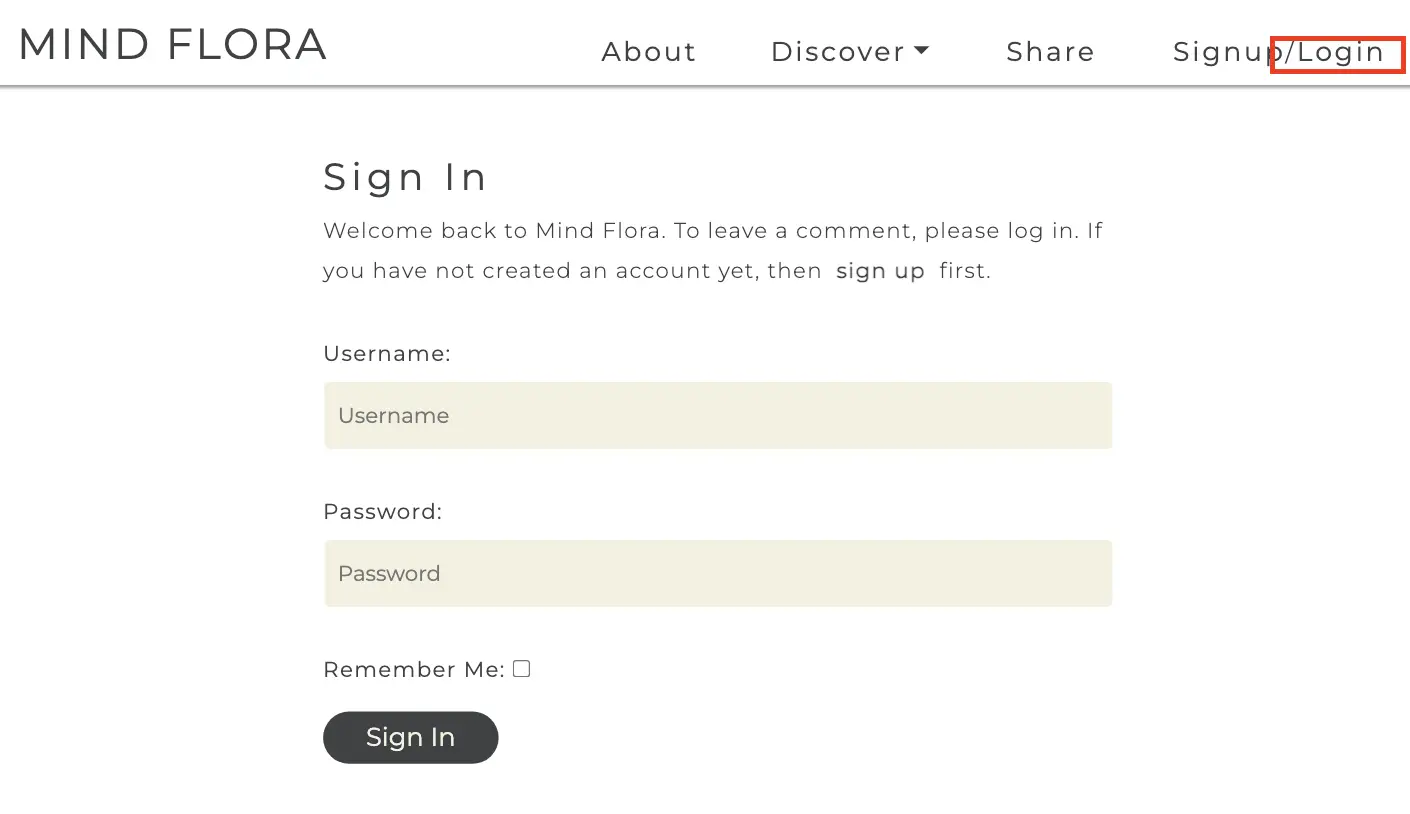 MIND FLORA
About Discover Share Signup/Login
Sign In
Welcome back to Mind Flora. To leave a comment, please log in. If
you have not created an account yet, then sign up first.
Username:
Username
Password:
Password
Remember Me:
Sign In